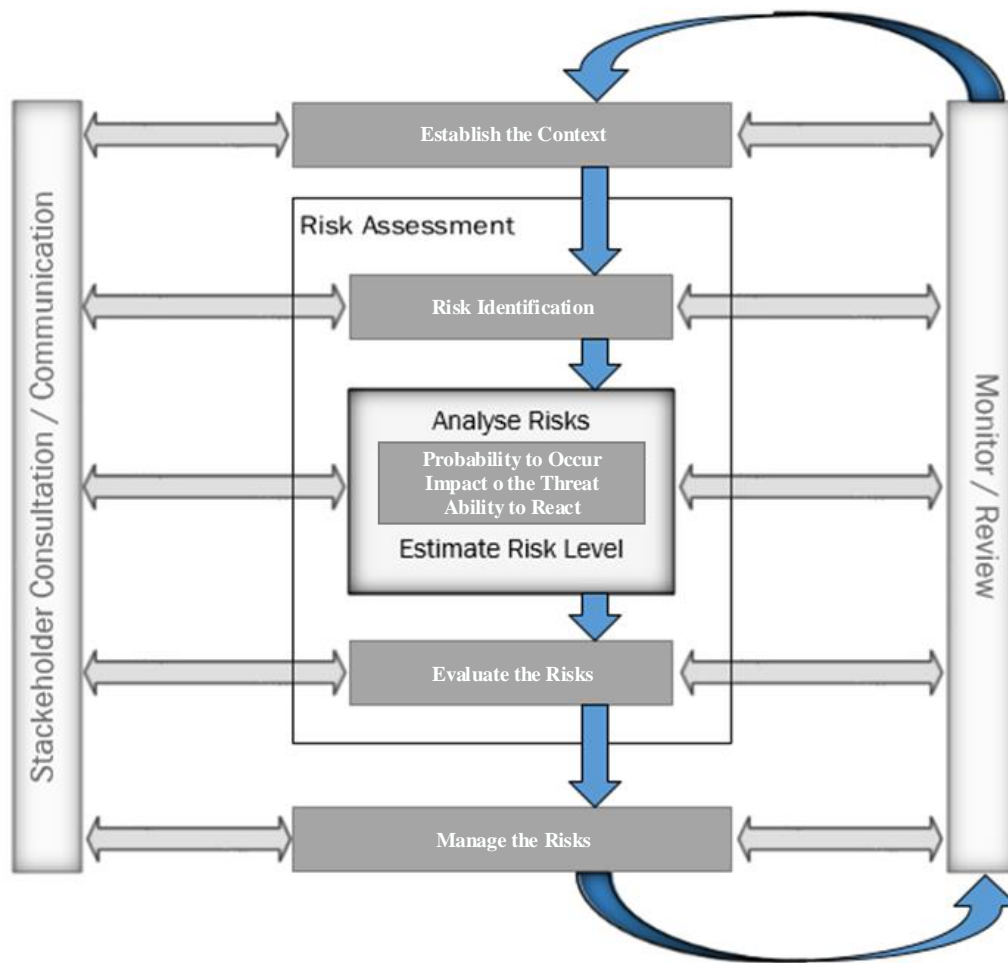 Establish the Context
Stackeholder Consultation / Communication
Risk Assessment
Risk Identification
Analyse Risks
Probability to Occur
Impact o the Threat
Ability to React
Estimate Risk Level
Evaluate the Risks
Manage the Risks
Monitor / Review